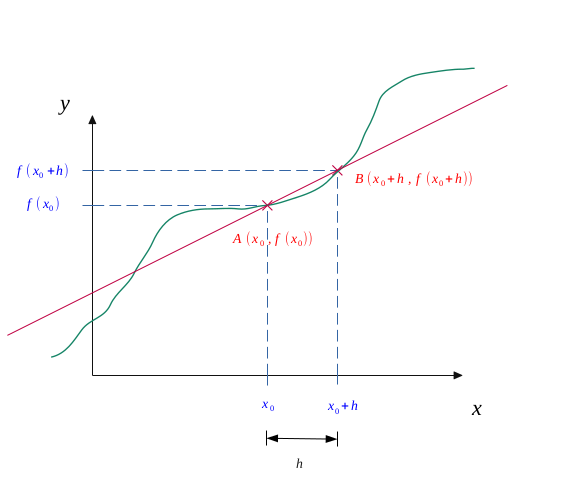 y
f (x₀+h)
B (x₀+h , f (x₀+h))
f (x₀)
A (x₀ , f (x₀))
x₀
x₀+h
x
h